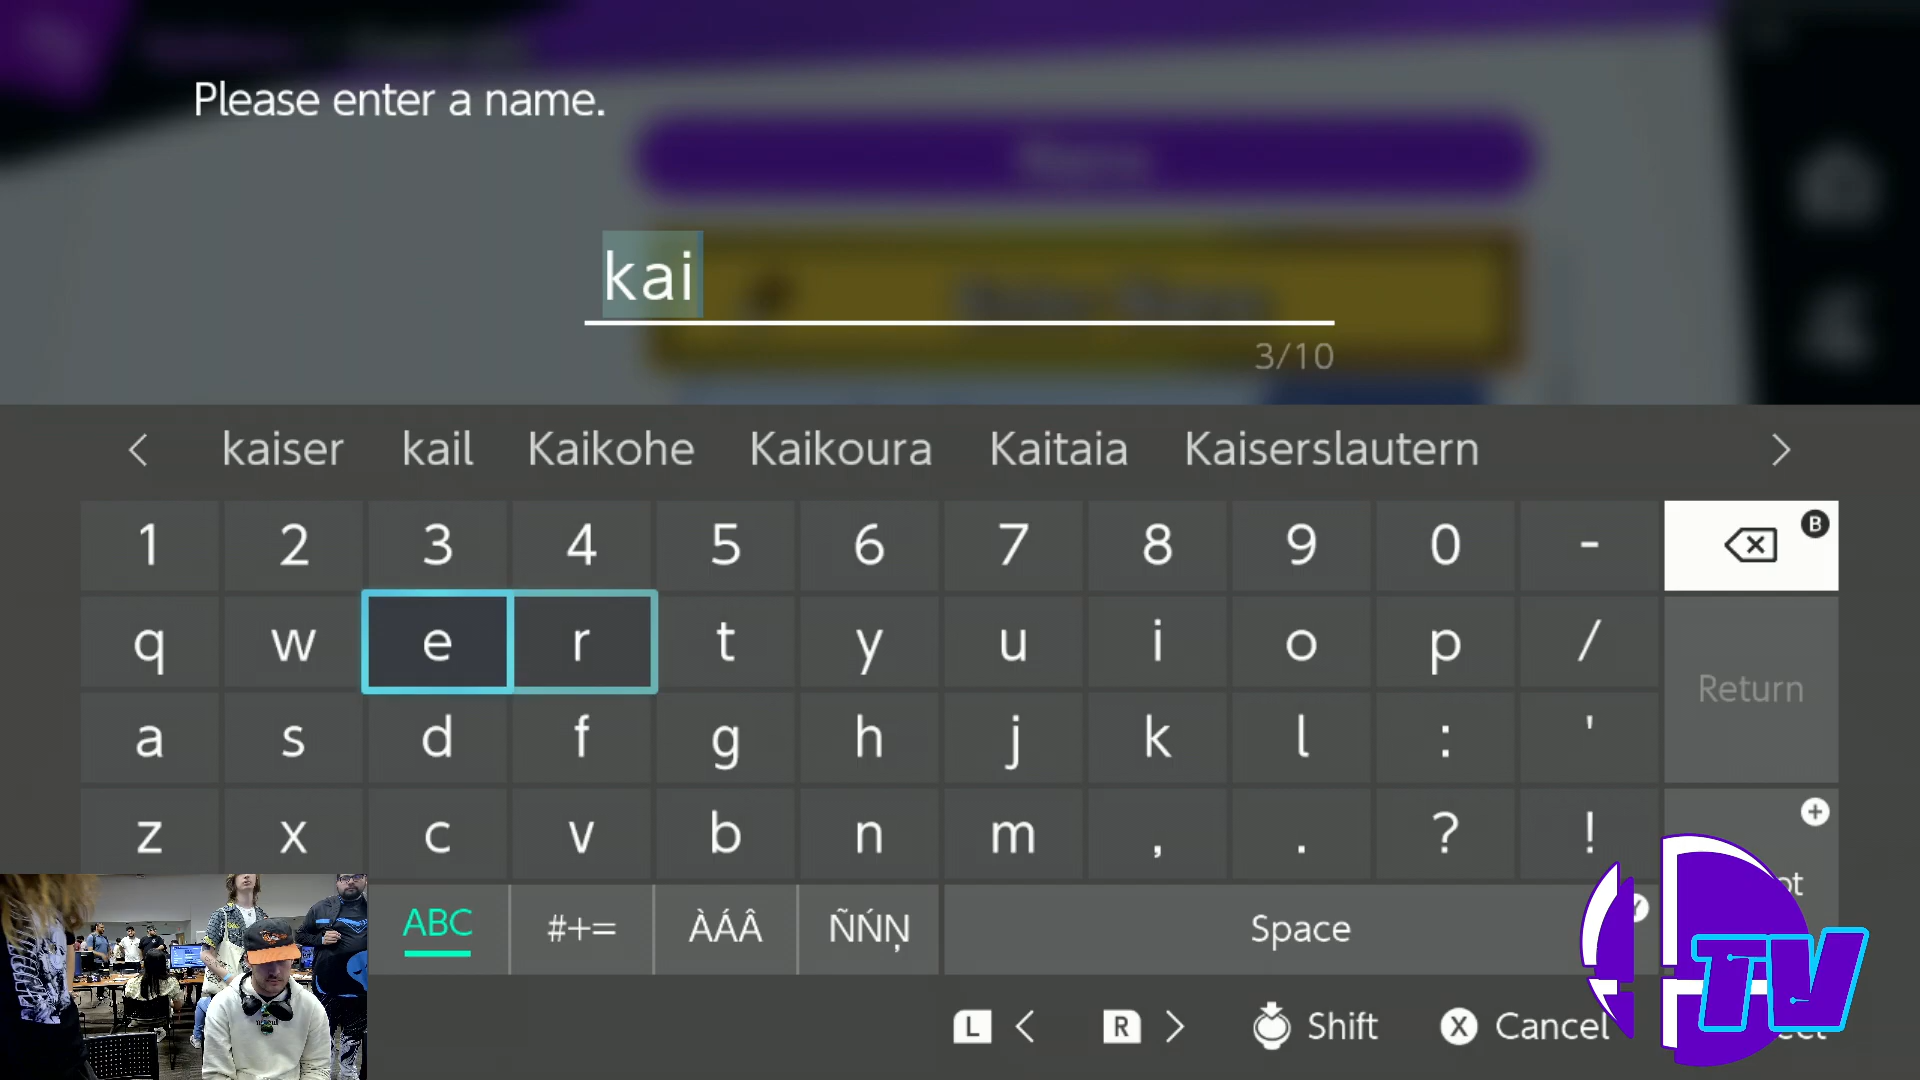 Please enter a name.
kai
3/10
kaiser kail Kaikohe Kaikoura Kaitaia Kaiserslautern
1 2 3 4 5 6 7 8 9 0 - B
q w e r t y u i o p /
Return
a s d f g h j k l : '
z x c v b n m , . ? ! +
ABC #+= ÀÁÂ ÑŃŅ Space Y
L < R > Shift X Cancel
TV